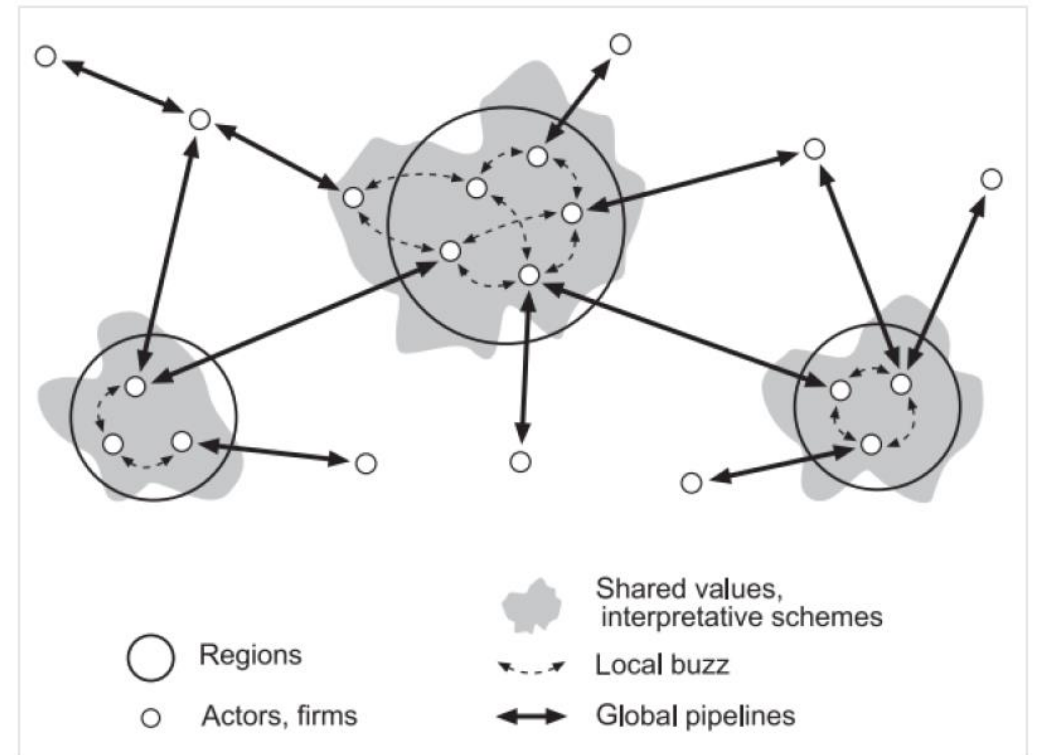 Shared values,
interpretative schemes
Regions
Local buzz
Actors, firms
Global pipelines